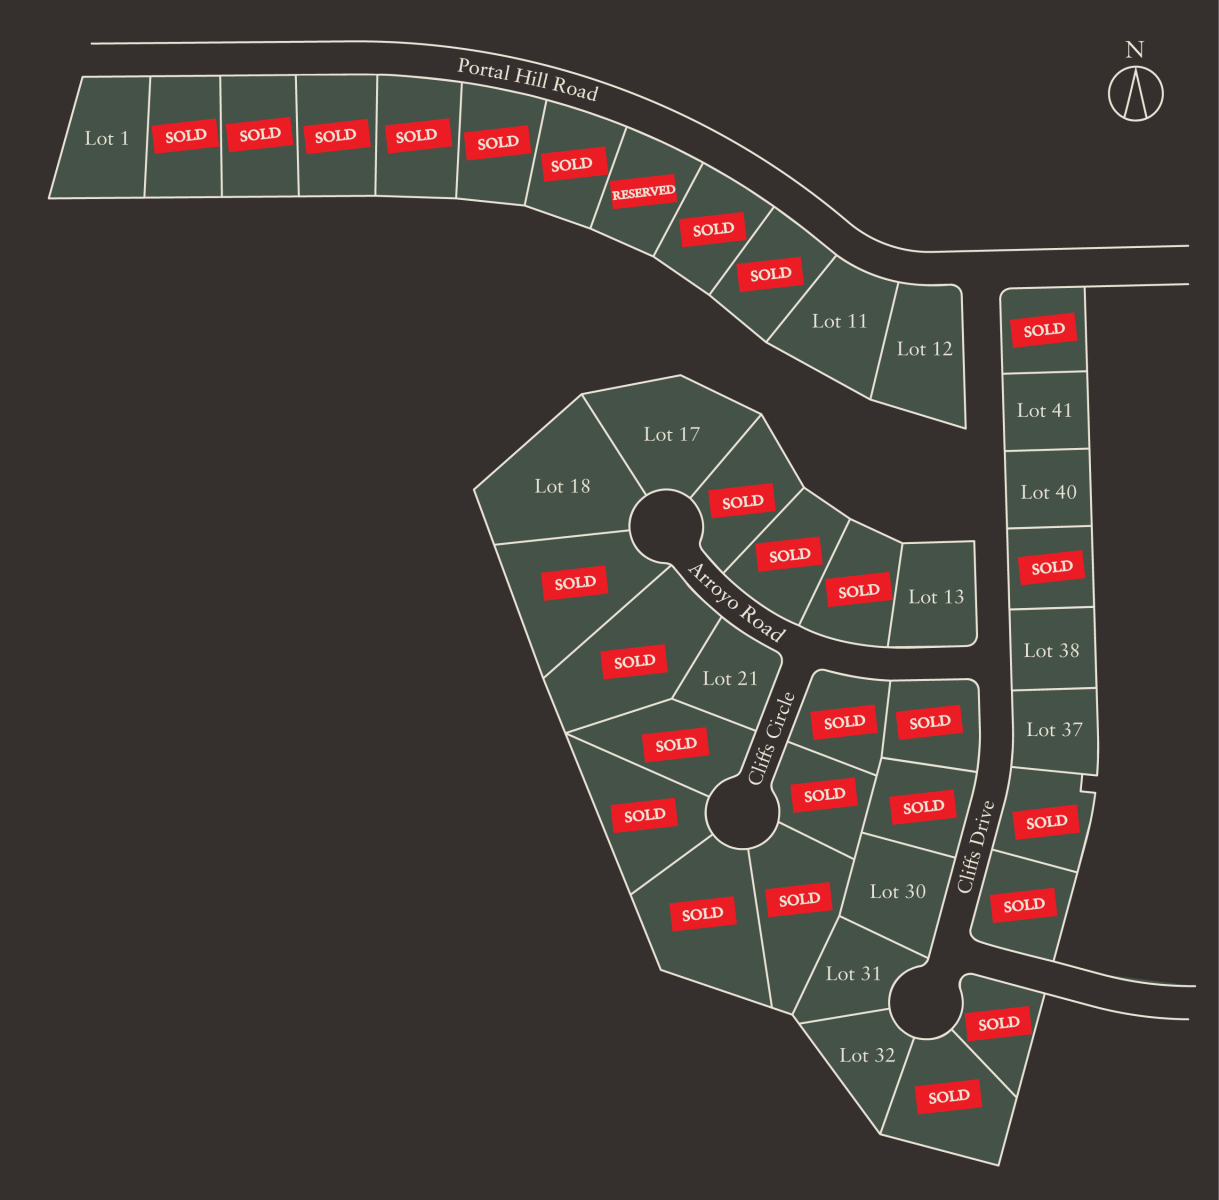 N
Portal Hill Road
Lot 1
SOLD
SOLD
SOLD
SOLD
SOLD
SOLD
RESERVED
SOLD
SOLD
Lot 11
Lot 12
SOLD
Lot 41
Lot 40
SOLD
Lot 38
Lot 37
SOLD
SOLD
Lot 17
Lot 18
SOLD
SOLD
SOLD
Lot 13
Arroyo Road
SOLD
SOLD
Lot 21
SOLD
SOLD
SOLD
SOLD
Cliffs Circle
SOLD
SOLD
SOLD
SOLD
Cliffs Drive
Lot 30
Lot 31
Lot 32
SOLD
SOLD